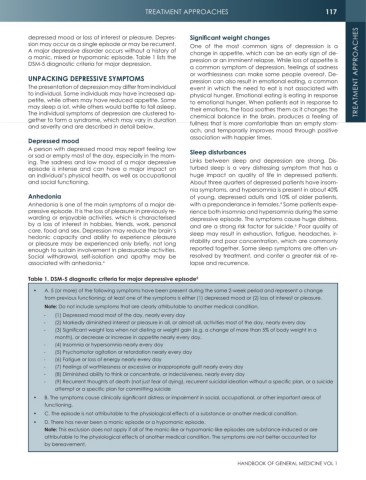 TREATMENT APPROACHES
117
TREATMENT APPROACHES
depressed mood or loss of interest or pleasure. Depres-
sion may occur as a single episode or may be recurrent.
A major depressive disorder occurs without a history of
a manic, mixed or hypomanic episode. Table 1 lists the
DSM-5 diagnostic criteria for major depression.
UNPACKING DEPRESSIVE SYMPTOMS
The presentation of depression may differ from individual
to individual. Some individuals may have increased ap-
petite, while others may have reduced appetite. Some
may sleep a lot, while others would battle to fall asleep.
The individual symptoms of depression are clustered to-
gether to form a syndrome, which may vary in duration
and severity and are described in detail below.
Depressed mood
A person with depressed mood may report feeling low
or sad or empty most of the day, especially in the morn-
ing. The sadness and low mood of a major depressive
episode is intense and can have a major impact on
an individual's physical health, as well as occupational
and social functioning.
Anhedonia
Anhedonia is one of the main symptoms of a major de-
pressive episode. It is the loss of pleasure in previously re-
warding or enjoyable activities, which is characterised
by a loss of interest in hobbies, friends, work, personal
care, food and sex. Depression may reduce the brain's
hedonic capacity and ability to experience pleasure
or pleasure may be experienced only briefly, not long
enough to sustain involvement in pleasurable activities.
Social withdrawal, self-isolation and apathy may be
associated with anhedonia.
Significant weight changes
One of the most common signs of depression is a
change in appetite, which can be an early sign of de-
pression or an imminent relapse. While loss of appetite is
a common symptom of depression, feelings of sadness
or worthlessness can make some people overeat. De-
pression can also result in emotional eating, a common
event in which the need to eat is not associated with
physical hunger. Emotional eating is eating in response
to emotional hunger. When patients eat in response to
their emotions, the food soothes them as it changes the
chemical balance in the brain, produces a feeling of
fullness that is more comfortable than an empty stom-
ach, and temporarily improves mood through positive
association with happier times.
Sleep disturbances
Links between sleep and depression are strong. Dis-
turbed sleep is a very distressing symptom that has a
huge impact on quality of life in depressed patients.
About three quarters of depressed patients have insom-
nia symptoms, and hypersomnia is present in about 40%
of young, depressed adults and 10% of older patients,
with a preponderance in females. Some patients expe-
rience both insomnia and hypersomnia during the same
depressive episode. The symptoms cause huge distress,
and are a strong risk factor for suicide. Poor quality of
sleep may result in exhaustion, fatigue, headaches, ir-
ritability and poor concentration, which are commonly
reported together. Some sleep symptoms are often un-
resolved by treatment, and confer a greater risk of re-
lapse and recurrence.
Table 1. DSM-5 diagnostic criteria for major depressive episode
• A. 5 (or more) of the following symptoms have been present during the same 2-week period and represent a change
from previous functioning; at least one of the symptoms is either (1) depressed mood or (2) loss of interest or pleasure.
Note: Do not include symptoms that are clearly attributable to another medical condition.
- (1) Depressed mood most of the day, nearly every day
- (2) Markedly diminished interest or pleasure in all, or almost all, activities most of the day, nearly every day
- (3) Significant weight loss when not dieting or weight gain (e.g. a change of more than 5% of body weight in a
month), or decrease or increase in appetite nearly every day.
- (4) Insomnia or hypersomnia nearly every day
- (5) Psychomotor agitation or retardation nearly every day
- (6) Fatigue or loss of energy nearly every day
- (7) Feelings of worthlessness or excessive or inappropriate guilt nearly every day
- (8) Diminished ability to think or concentrate, or indecisiveness, nearly every day
- (9) Recurrent thoughts of death (not just fear of dying), recurrent suicidal ideation without a specific plan, or a suicide
attempt or a specific plan for committing suicide
• B. The symptoms cause clinically significant distress or impairment in social, occupational, or other important areas of
functioning.
• C. The episode is not attributable to the physiological effects of a substance or another medical condition.
• D. There has never been a manic episode or a hypomanic episode.
Note: This exclusion does not apply if all of the manic-like or hypomanic-like episodes are substance-induced or are
attributable to the physiological effects of another medical condition. The symptoms are not better accounted for
by bereavement.
HANDBOOK OF GENERAL MEDICINE VOL 1